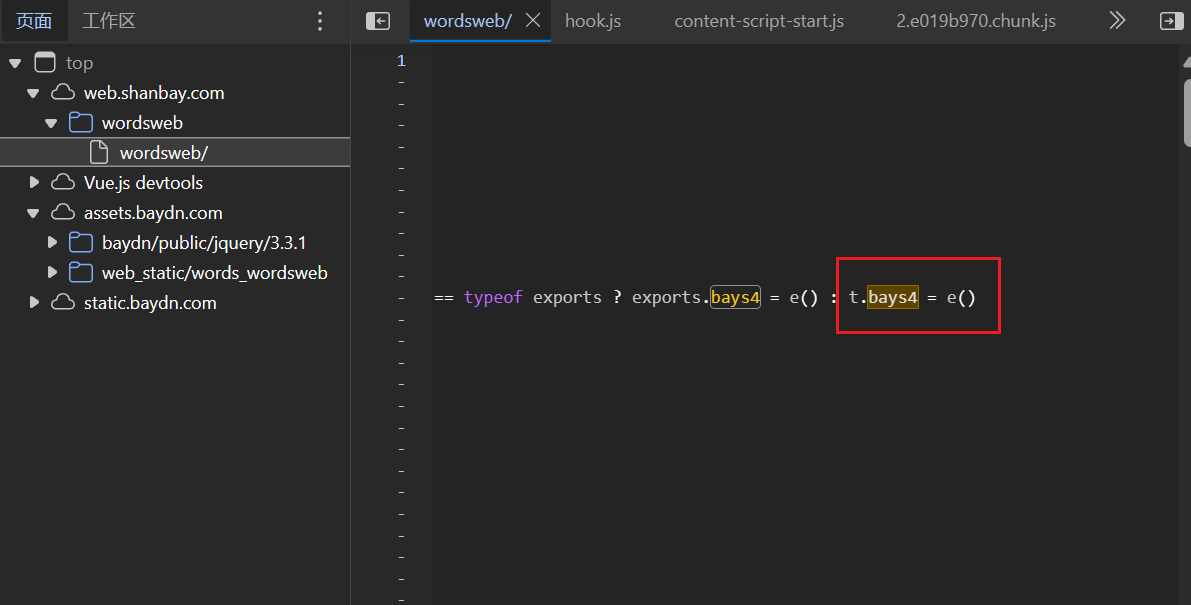 页面 工作区 wordsweb/ hook.js content-script-start.js 2.e019b970.chunk.js
top
web.shanbay.com
wordsweb
wordsweb/
Vue.js devtools
assets.baydn.com
baydn/public/jquery/3.3.1
web_static/words_wordsweb
static.baydn.com
1
-
-
-
-
-
-
-
-
-
-
- == typeof exports ? exports.bays4 = e() : t.bays4 = e()
-
-
-
-
-
-
-
-
-
-
-
-
-
-